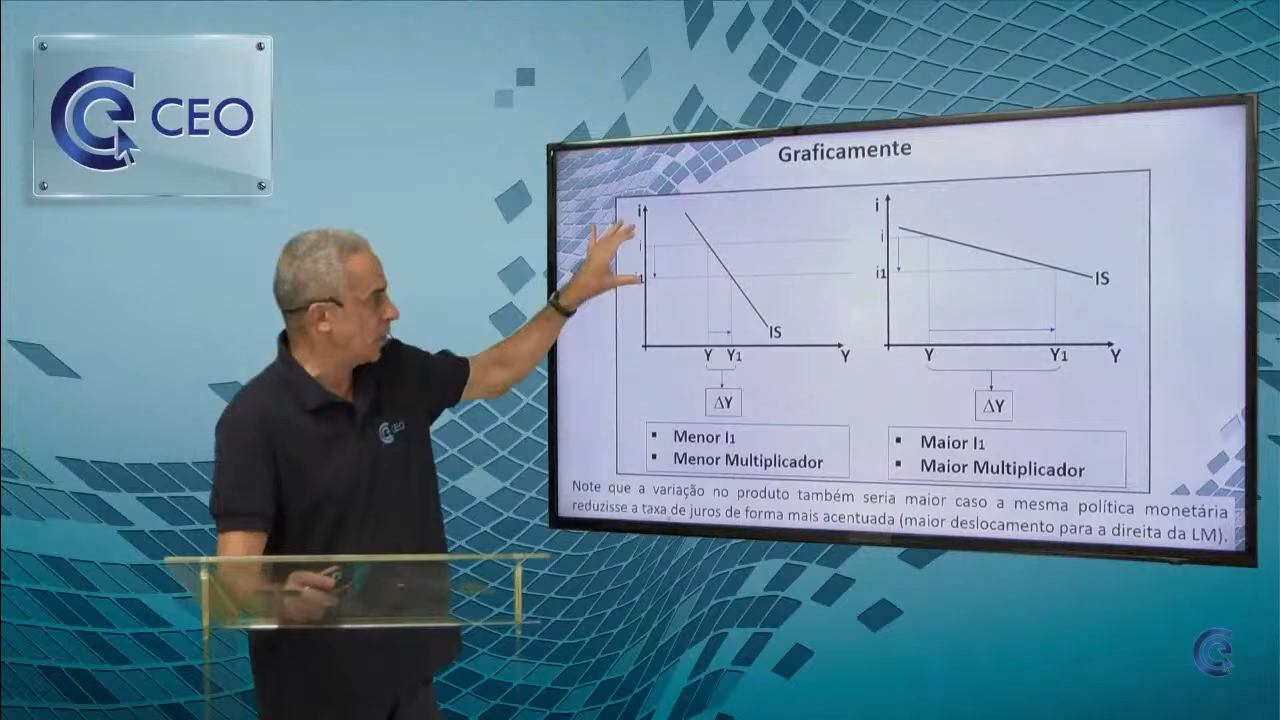 CEO
Graficamente
i
i
IS
Y Y1 Y
ΔY
Menor I1
Menor Multiplicador
i
i
i1
IS
Y Y1 Y
ΔY
Maior I1
Maior Multiplicador
Note que a variação no produto também seria maior caso a mesma política monetária
reduzisse a taxa de juros de forma mais acentuada (maior deslocamento para a direita da LM).
CEO